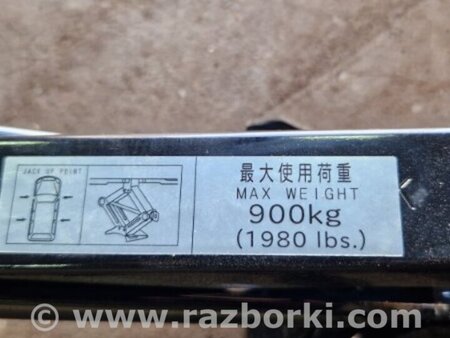 JACK UP POINT
最大使用荷重
MAX WEIGHT
900kg
(1980 lbs.)
www.razborki.com